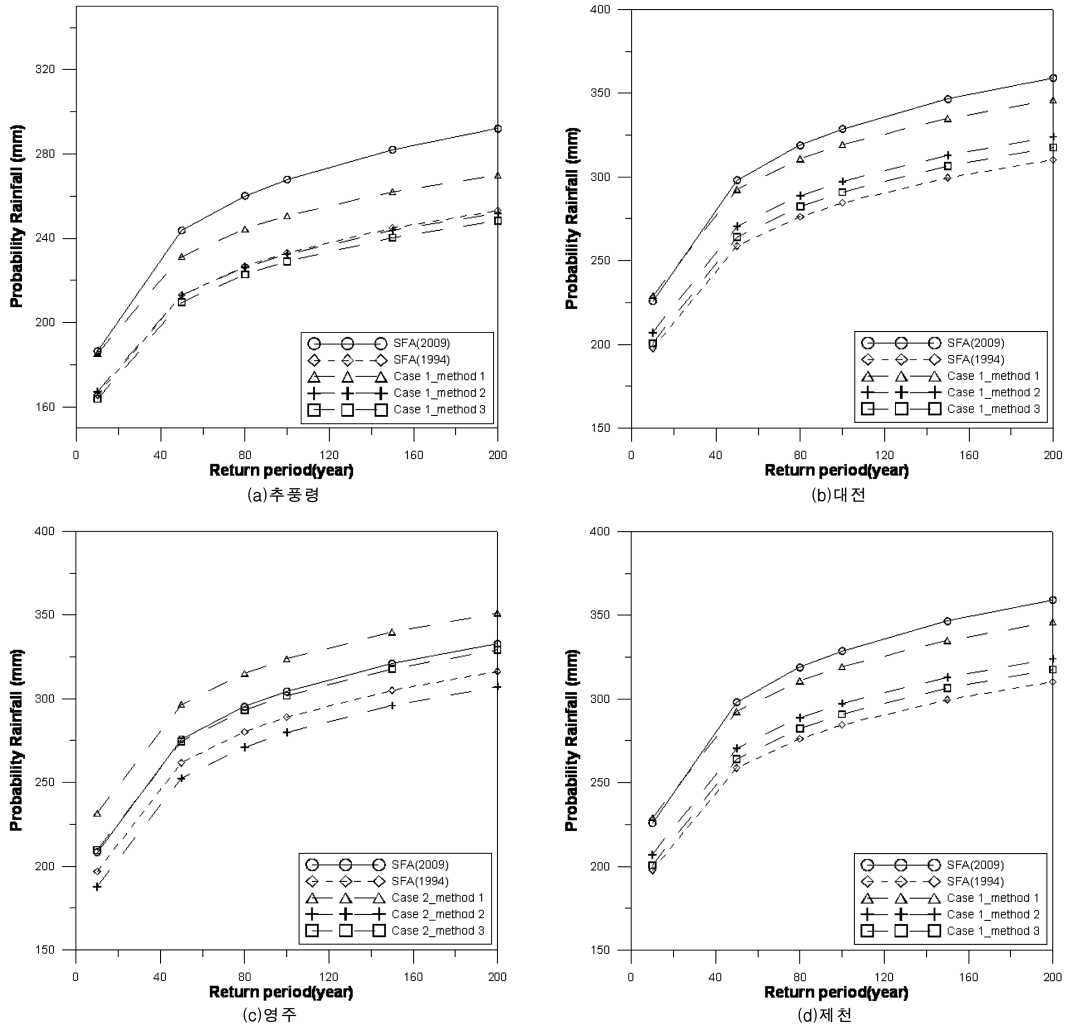 320
280
240
200
160
Probability Rainfall (mm)
0
40
80
120
160
200
Return period(year)
SFA(2009)
SFA(1994)
Case 1_method 1
Case 1_method 2
Case 1_method 3
(a)추풍령
400
350
300
250
200
150
Probability Rainfall (mm)
0
40
80
120
160
200
Return period(year)
SFA(2009)
SFA(1994)
Case 1_method 1
Case 1_method 2
Case 1_method 3
(b)대전
400
350
300
250
200
150
Probability Rainfall (mm)
0
40
80
120
160
200
Return period(year)
SFA(2009)
SFA(1994)
Case 2_method 1
Case 2_method 2
Case 2_method 3
(c)영주
400
350
300
250
200
150
Probability Rainfall (mm)
0
40
80
120
160
200
Return period(year)
SFA(2009)
SFA(1994)
Case 1_method 1
Case 1_method 2
Case 1_method 3
(d)제천